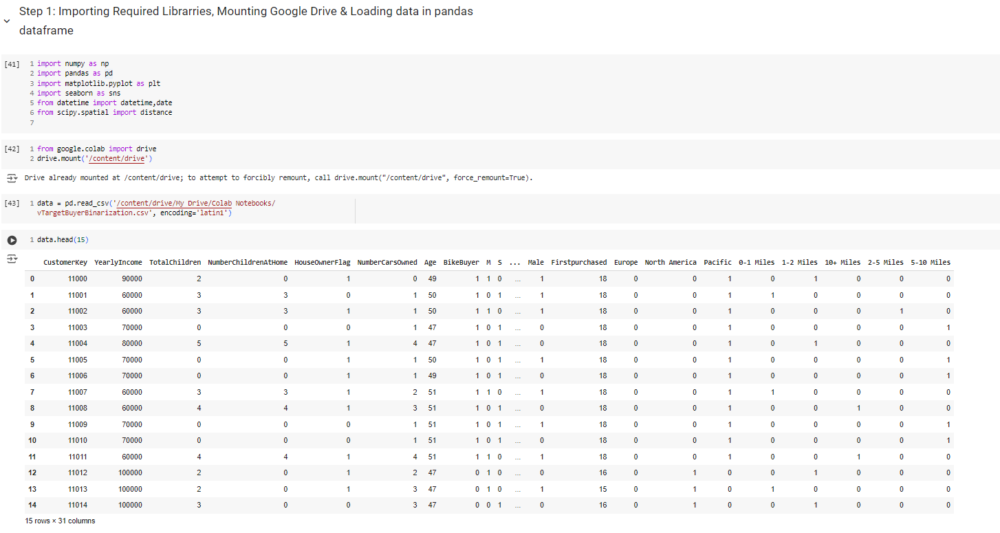 Step 1: Importing Required Librarries, Mounting Google Drive & Loading data in pandas
dataframe
[41] 1 import numpy as np
2 import pandas as pd
3 import matplotlib.pyplot as plt
4 import seaborn as sns
5 from datetime import datetime,date
6 from scipy.spatial import distance
7
[42] 1 from google.colab import drive
2 drive.mount('/content/drive')
Drive already mounted at /content/drive; to attempt to forcibly remount, call drive.mount("/content/drive", force_remount=True).
[43] 1 data = pd.read_csv('/content/drive/My Drive/Colab Notebooks/
vTargetBuyerBinarization.csv', encoding='latin1')
1 data.head(15)
CustomerKey YearlyIncome TotalChildren NumberChildrenAtHome HouseOwnerFlag NumberCarsOwned Age BikeBuyer M S ... Male Firstpurchased Europe North America Pacific 0-1 Miles 1-2 Miles 10+ Miles 2-5 Miles 5-10 Miles
0 11000 90000 2 0 1 0 49 1 1 0 ... 1 18 0 0 1 0 1 0 0 0
1 11001 60000 3 3 0 1 50 1 0 1 ... 1 18 0 0 1 1 0 0 0 0
2 11002 60000 3 3 1 1 50 1 1 0 ... 1 18 0 0 1 0 0 0 1 0
3 11003 70000 0 0 0 1 47 1 0 1 ... 0 18 0 0 1 0 0 0 0 1
4 11004 80000 5 5 1 4 47 1 0 1 ... 0 18 0 0 1 0 1 0 0 0
5 11005 70000 0 0 1 1 50 1 0 1 ... 1 18 0 0 1 0 0 0 0 1
6 11006 70000 0 0 1 1 49 1 0 1 ... 0 18 0 0 1 0 0 0 0 1
7 11007 60000 3 3 1 2 51 1 1 0 ... 1 18 0 0 1 1 0 0 0 0
8 11008 60000 4 4 1 3 51 1 0 1 ... 0 18 0 0 1 0 0 1 0 0
9 11009 70000 0 0 0 1 51 1 0 1 ... 1 18 0 0 1 0 0 0 0 1
10 11010 70000 0 0 0 1 51 1 0 1 ... 0 18 0 0 1 0 0 0 0 1
11 11011 60000 4 4 1 4 51 1 1 0 ... 1 18 0 0 1 0 0 1 0 0
12 11012 100000 2 0 1 2 47 0 1 0 ... 0 16 0 1 0 0 1 0 0 0
13 11013 100000 2 0 1 3 47 0 1 0 ... 1 15 0 1 0 1 0 0 0 0
14 11014 100000 3 0 0 3 47 0 0 1 ... 0 16 0 1 0 0 1 0 0 0
15 rows × 31 columns